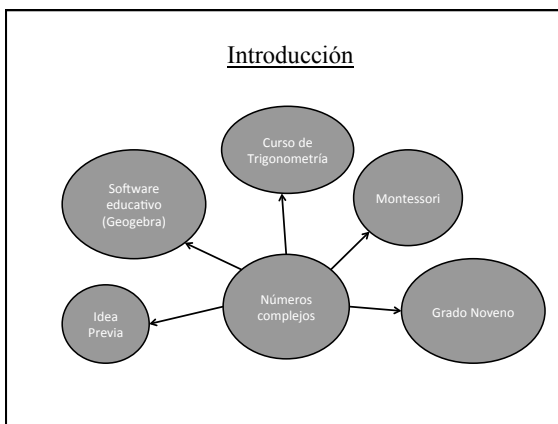 Introducción
Curso de
Trigonometría
Software
educativo
(Geogebra)
Montessori
Números
complejos
Idea
Previa
Grado Noveno